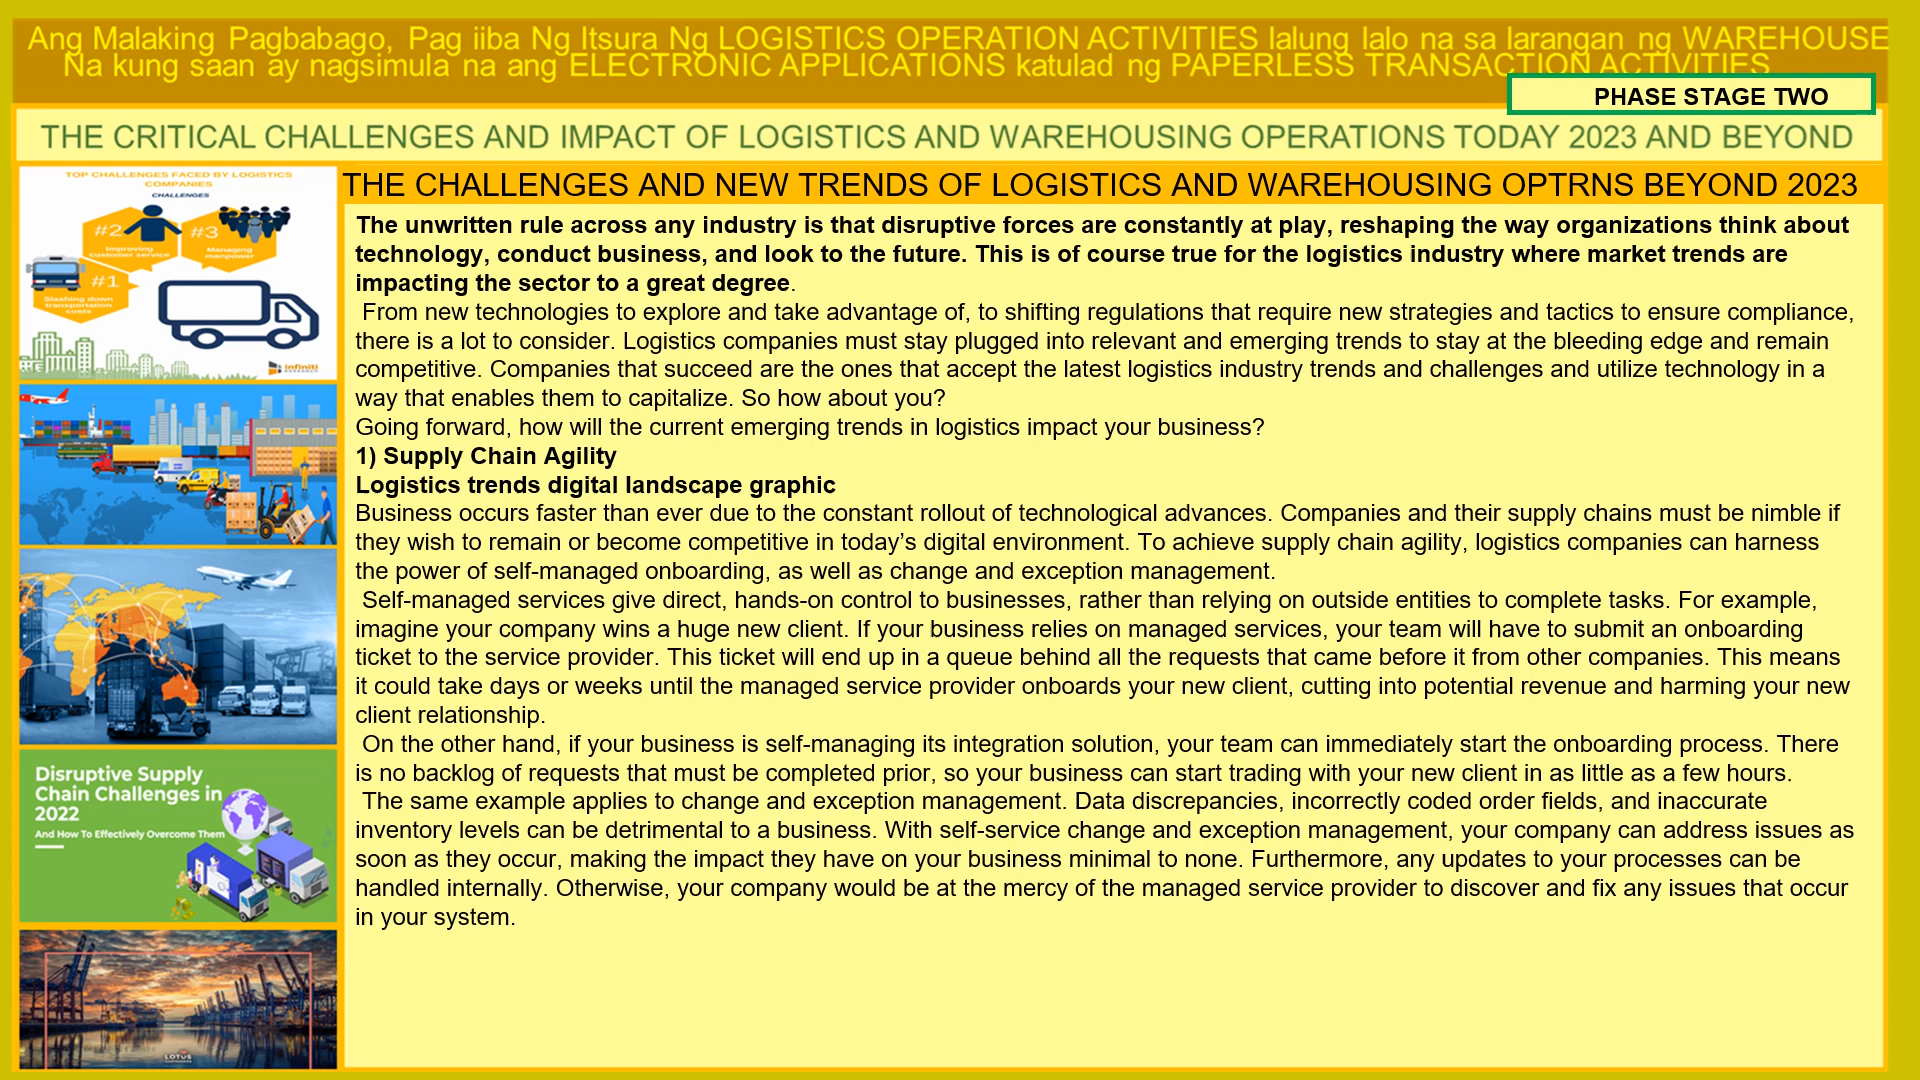 Ang Malaking Pagbabago, Pag iiba Ng Itsura Ng LOGISTICS OPERATION ACTIVITIES lalung lalo na sa larangan ng WAREHOUSE
Na kung saan ay nagsimula na ang ELECTRONIC APPLICATIONS katulad ng PAPERLESS TRANSACTION ACTIVITIES
PHASE STAGE TWO
THE CRITICAL CHALLENGES AND IMPACT OF LOGISTICS AND WAREHOUSING OPERATIONS TODAY 2023 AND BEYOND
TOP CHALLENGES FACED BY LOGISTICS
COMPANIES
CHALLENGES
#2
Improving
customer service
#3
Managing
manpower
#1
Slashing down
transportation
costs
infiniti
RESEARCH
Disruptive Supply
Chain Challenges in
2022
And How To Effectively Overcome Them
LOTUS
THE CHALLENGES AND NEW TRENDS OF LOGISTICS AND WAREHOUSING OPTRNS BEYOND 2023
The unwritten rule across any industry is that disruptive forces are constantly at play, reshaping the way organizations think about
technology, conduct business, and look to the future. This is of course true for the logistics industry where market trends are
impacting the sector to a great degree.
From new technologies to explore and take advantage of, to shifting regulations that require new strategies and tactics to ensure compliance,
there is a lot to consider. Logistics companies must stay plugged into relevant and emerging trends to stay at the bleeding edge and remain
competitive. Companies that succeed are the ones that accept the latest logistics industry trends and challenges and utilize technology in a
way that enables them to capitalize. So how about you?
Going forward, how will the current emerging trends in logistics impact your business?
1) Supply Chain Agility
Logistics trends digital landscape graphic
Business occurs faster than ever due to the constant rollout of technological advances. Companies and their supply chains must be nimble if
they wish to remain or become competitive in today’s digital environment. To achieve supply chain agility, logistics companies can harness
the power of self-managed onboarding, as well as change and exception management.
Self-managed services give direct, hands-on control to businesses, rather than relying on outside entities to complete tasks. For example,
imagine your company wins a huge new client. If your business relies on managed services, your team will have to submit an onboarding
ticket to the service provider. This ticket will end up in a queue behind all the requests that came before it from other companies. This means
it could take days or weeks until the managed service provider onboards your new client, cutting into potential revenue and harming your new
client relationship.
On the other hand, if your business is self-managing its integration solution, your team can immediately start the onboarding process. There
is no backlog of requests that must be completed prior, so your business can start trading with your new client in as little as a few hours.
The same example applies to change and exception management. Data discrepancies, incorrectly coded order fields, and inaccurate
inventory levels can be detrimental to a business. With self-service change and exception management, your company can address issues as
soon as they occur, making the impact they have on your business minimal to none. Furthermore, any updates to your processes can be
handled internally. Otherwise, your company would be at the mercy of the managed service provider to discover and fix any issues that occur
in your system.